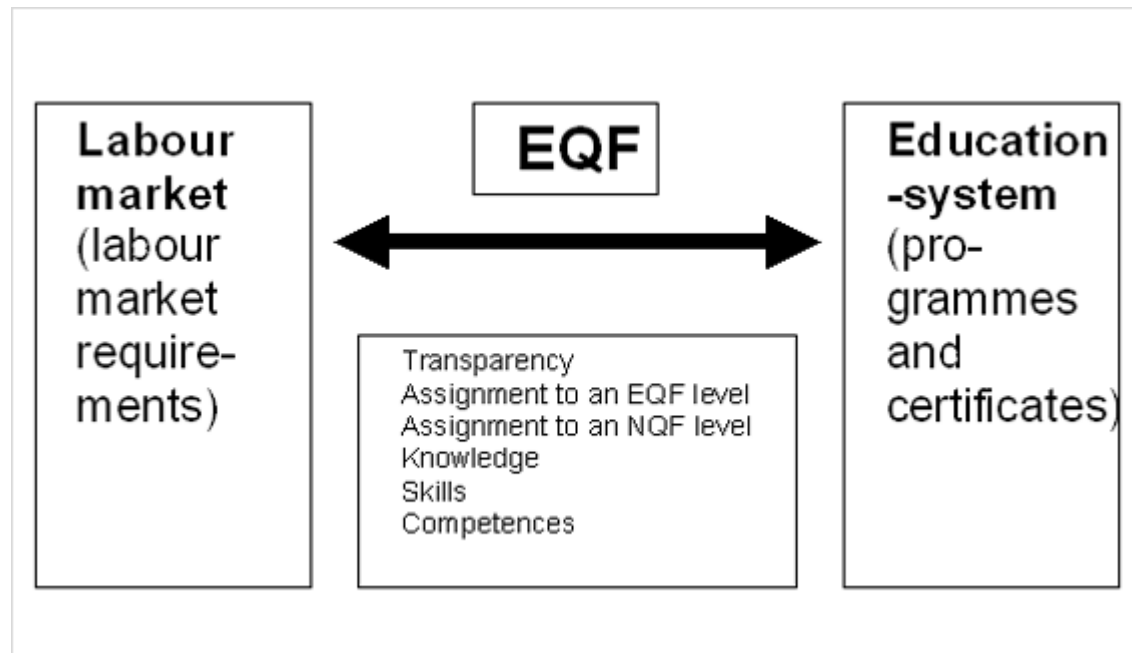 Labour
market
(labour
market
require-
ments)
EQF
Transparency
Assignment to an EQF level
Assignment to an NQF level
Knowledge
Skills
Competences
Education
-system
(pro-
grammes
and
certificates)